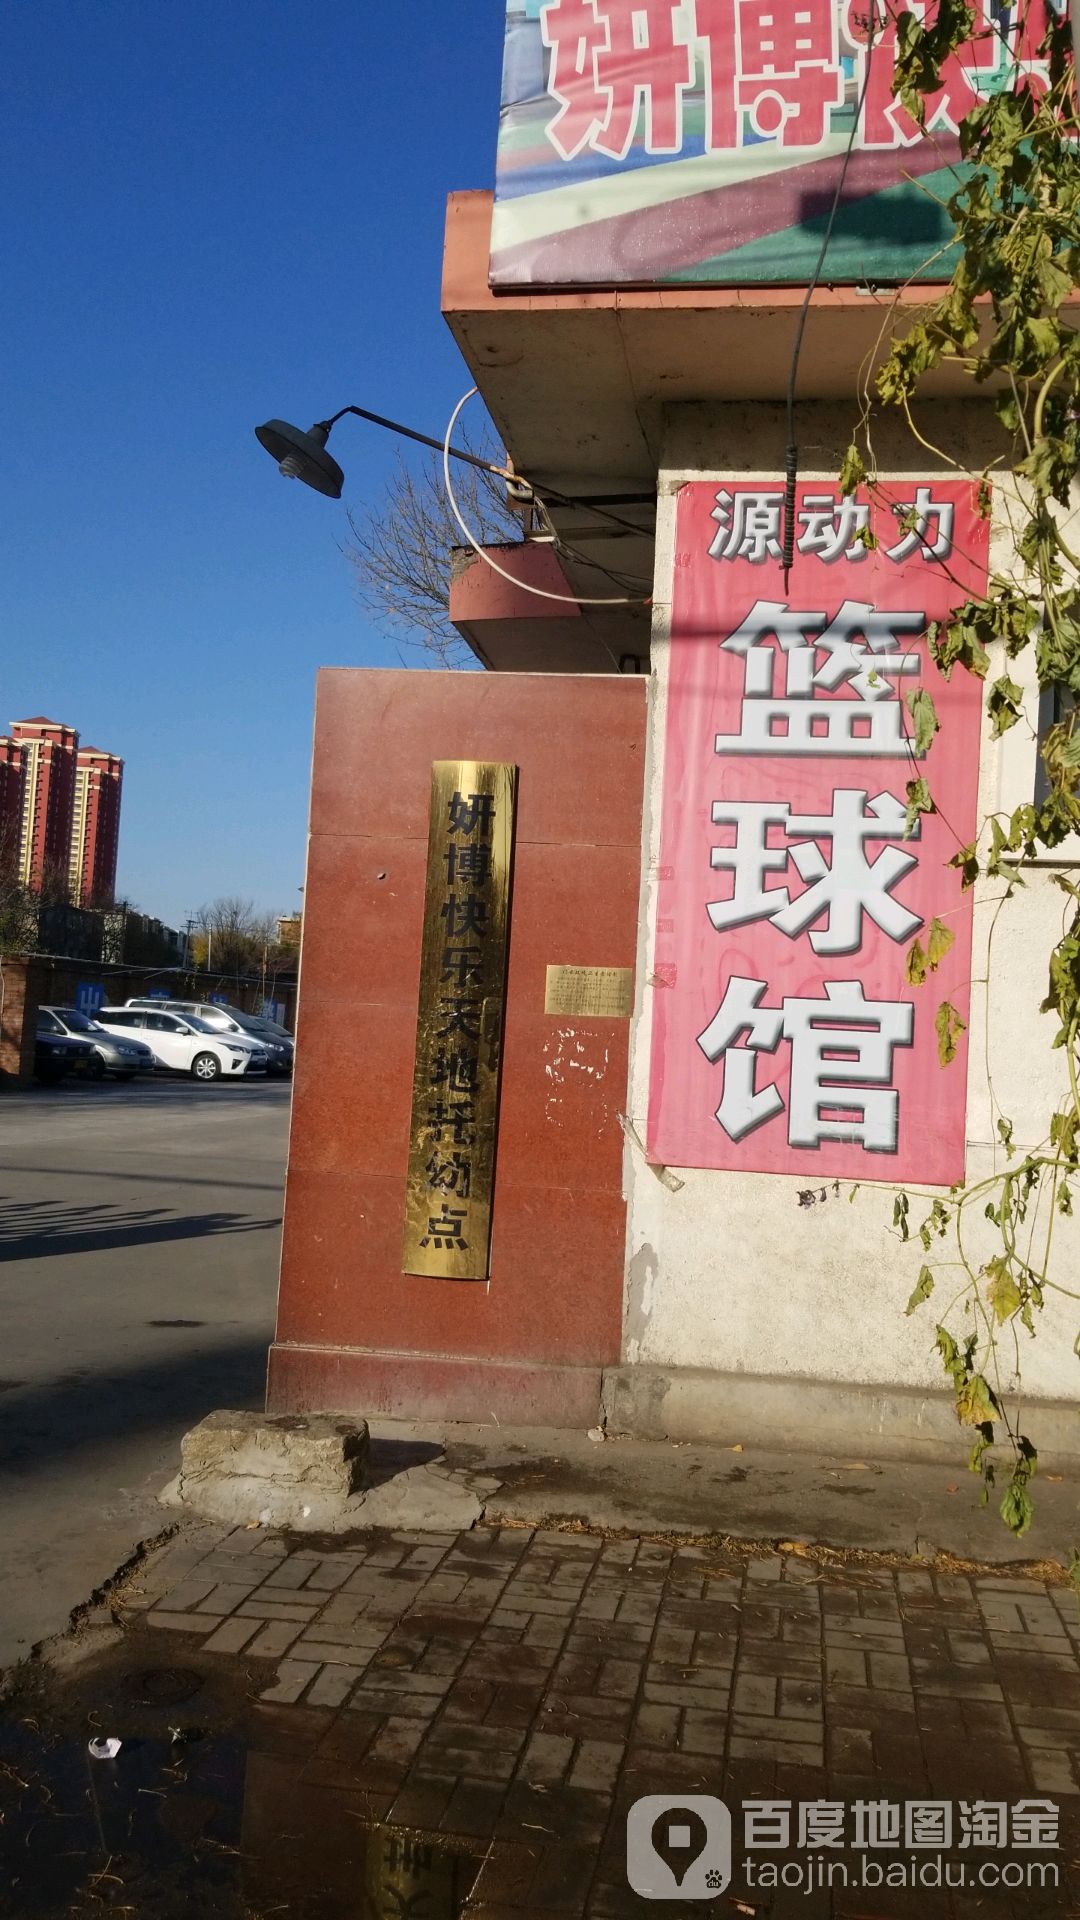 妍博快
源动力
篮球馆
妍博快乐天地托幼点
百度地图淘金
taojin.baidu.com